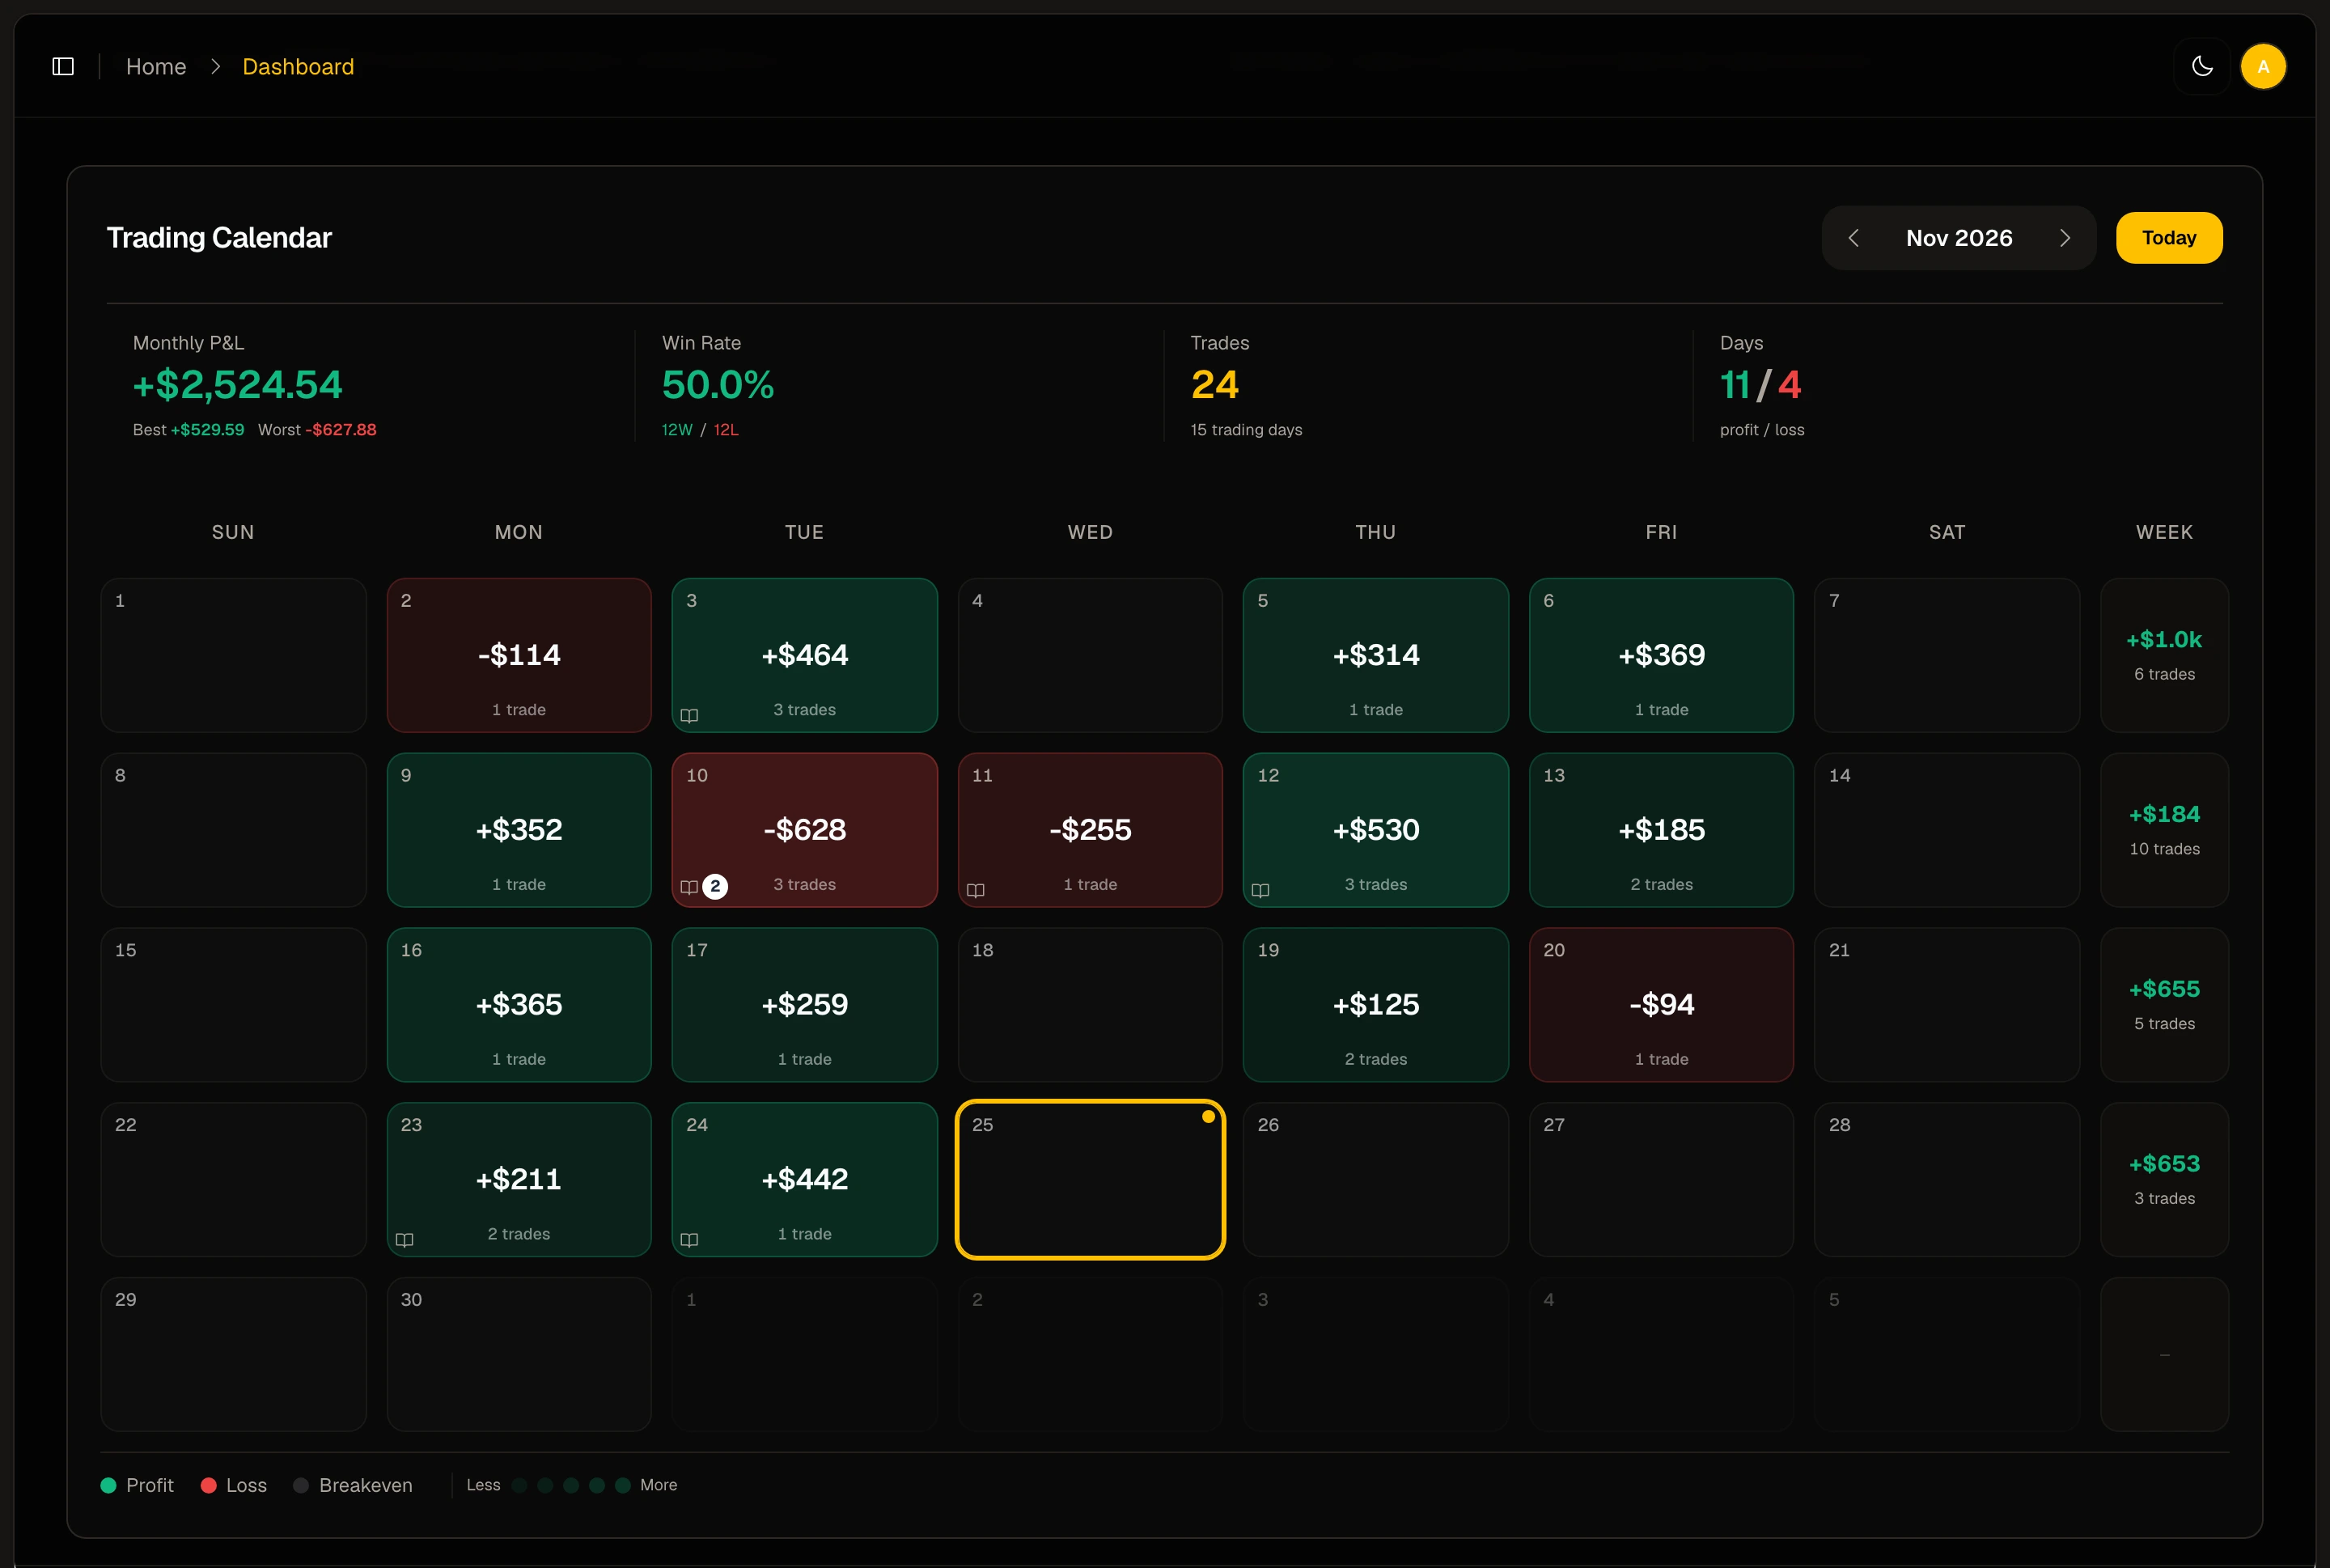 Home > Dashboard
A
Trading Calendar
Nov 2026
Today
Monthly P&L
+$2,524.54
Best +$529.59 Worst -$627.88
Win Rate
50.0%
12W / 12L
Trades
24
15 trading days
Days
11/4
profit / loss
SUN MON TUE WED THU FRI SAT WEEK
1
2
-$114
1 trade
3
+$464
3 trades
4
5
+$314
1 trade
6
+$369
1 trade
7
+$1.0k
6 trades
8
9
+$352
1 trade
10
-$628
2
3 trades
11
-$255
1 trade
12
+$530
3 trades
13
+$185
2 trades
14
+$184
10 trades
15
16
+$365
1 trade
17
+$259
1 trade
18
19
+$125
2 trades
20
-$94
1 trade
21
+$655
5 trades
22
23
+$211
2 trades
24
+$442
1 trade
25
26
27
28
+$653
3 trades
29
30
1
2
3
4
5
–
Profit Loss Breakeven Less More